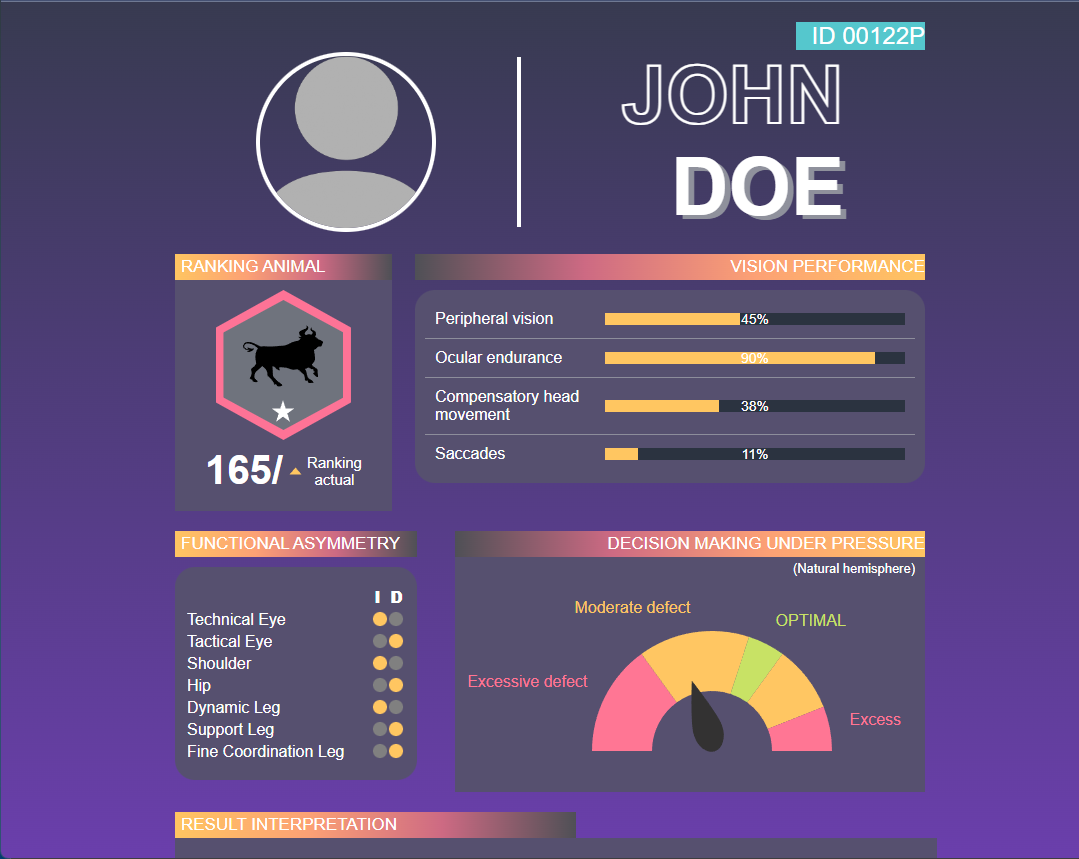 ID 00122P
JOHN
DOE
RANKING ANIMAL
165/
Ranking
actual
VISION PERFORMANCE
Peripheral vision 45%
Ocular endurance 90%
Compensatory head
movement 38%
Saccades 11%
FUNCTIONAL ASYMMETRY
I D
Technical Eye
Tactical Eye
Shoulder
Hip
Dynamic Leg
Support Leg
Fine Coordination Leg
DECISION MAKING UNDER PRESSURE
(Natural hemisphere)
Moderate defect
OPTIMAL
Excessive defect
Excess
RESULT INTERPRETATION